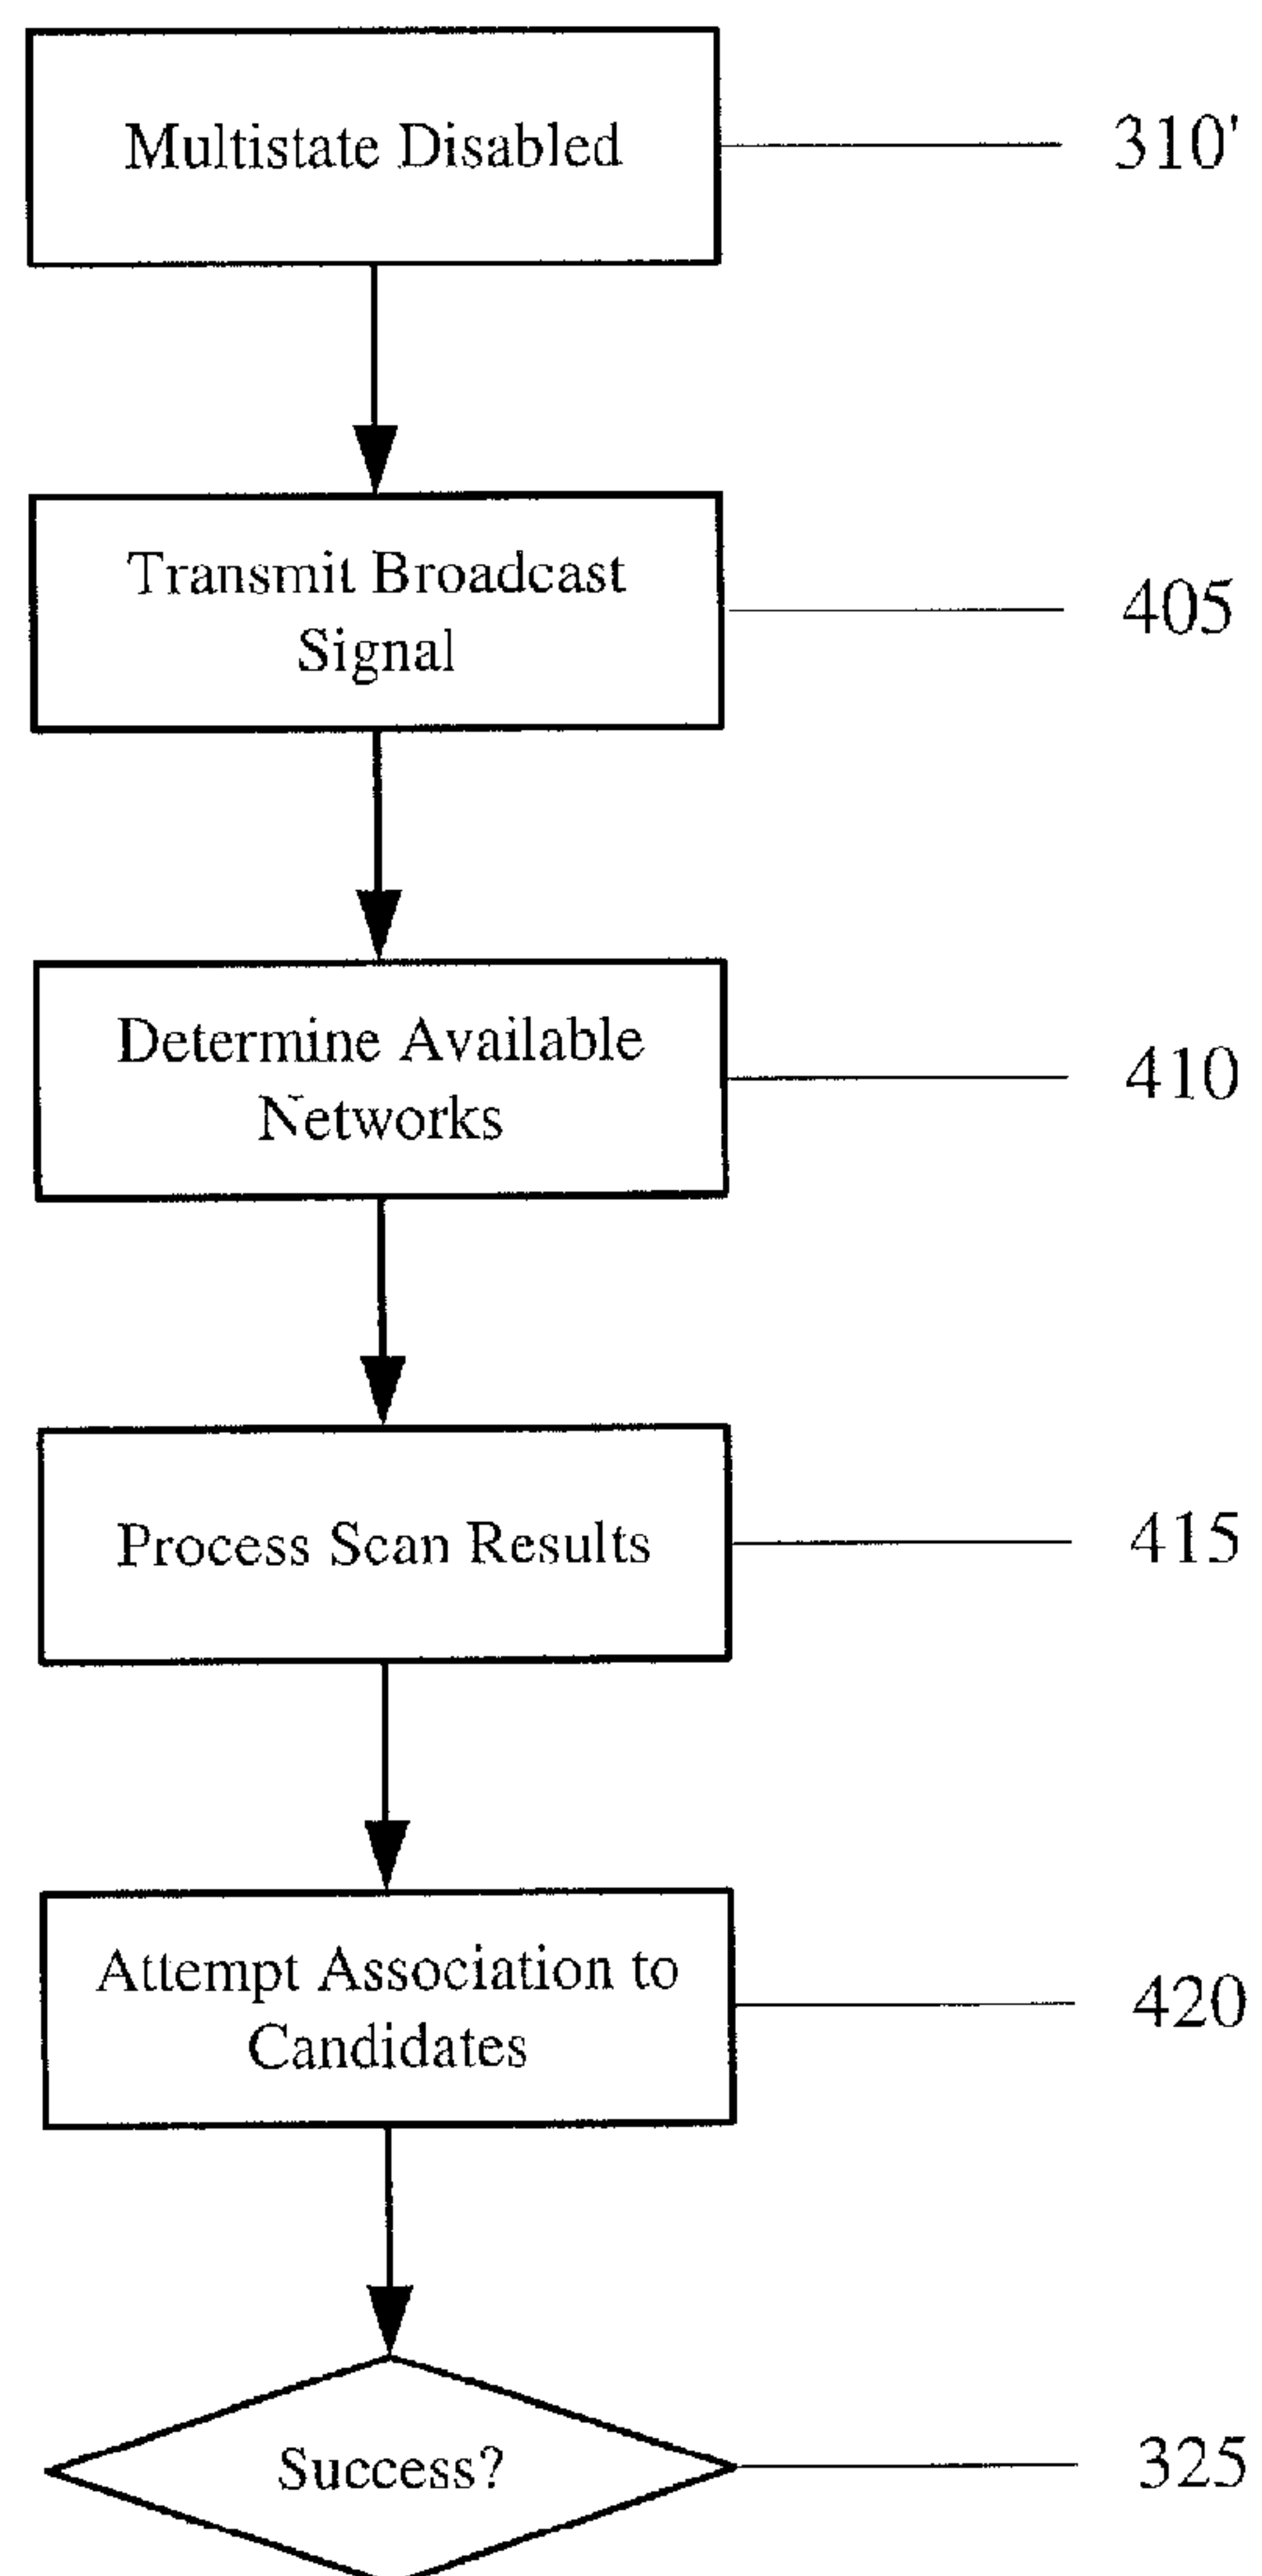 Multistate Disabled
310'
Transmit Broadcast
Signal
405
Determine Available
Networks
410
Process Scan Results
415
Attempt Association to
Candidates
420
Success?
325